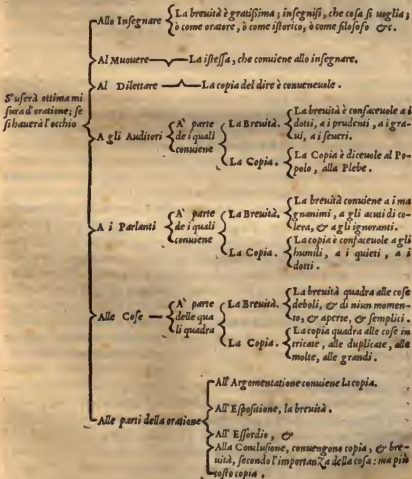 S'userà ottima mi
sura d'oratione; se
si hauerà l'occhio
Allo Insegnare
La breuità è gratißima; insegnisi, che cosa si uoglia;
ò come oratore, ò come istorico, ò come filosofo &c.
Al Muouere
La istessa, che conuiene allo insegnare.
Al Dilettare
La copia del dire è conueneuole.
A gli Auditori
A' parte
de i quali
conuiene
La Breuità.
La breuità è confaceuole a i
dotti, a i prudenti, a i gra-
ui, a i seueri.
La Copia.
La Copia è diceuole al Po-
polo, alla Plebe.
A i Parlanti
A' parte
de i quali
conuiene
La Breuità.
La breuità conuiene a i ma
gnanimi, a gli acuti di co-
lera, & a gli ignoranti.
La Copia.
La copia è confaceuole a gli
humili, a i quieti, a i
dotti.
Alle Cose
A' parte
delle qua
li quadra
La Breuità.
La breuità quadra alle cose
deboli, & di niun momen-
to, & aperte, & semplici.
La Copia.
La copia quadra alle cose in
tricate, alle duplicate, alle
molte, alle grandi.
Alle parti della oratione
All' Argomentatione conuiene la copia.
All' Espositione, la breuità.
All' Essordio, &
Alla Conclusione, conuengono copia, & bre-
uità, secondo l'importanza della cosa: ma più
tosto copia.